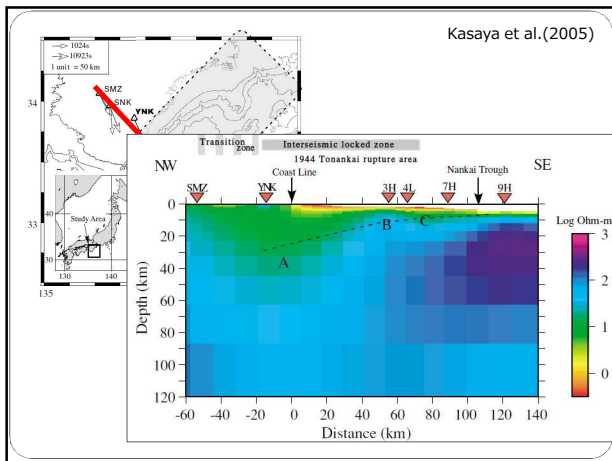 Kasaya et al.(2005)
1024s
10923s
1 unit = 50 km
SMZ
SNK
YNK
34
33
135
Study Area
40
30
130
140
Transition zone
Interseismic locked zone
1944 Tonankai rupture area
NW
Coast Line
Nankai Trough
SE
SMZ
YNK
3H
4L
7H
9H
Log Ohm-m
0
20
40
60
80
100
120
Depth (km)
A
B
C
3
2
1
0
-60
-40
-20
0
20
40
60
80
100
120
140
Distance (km)